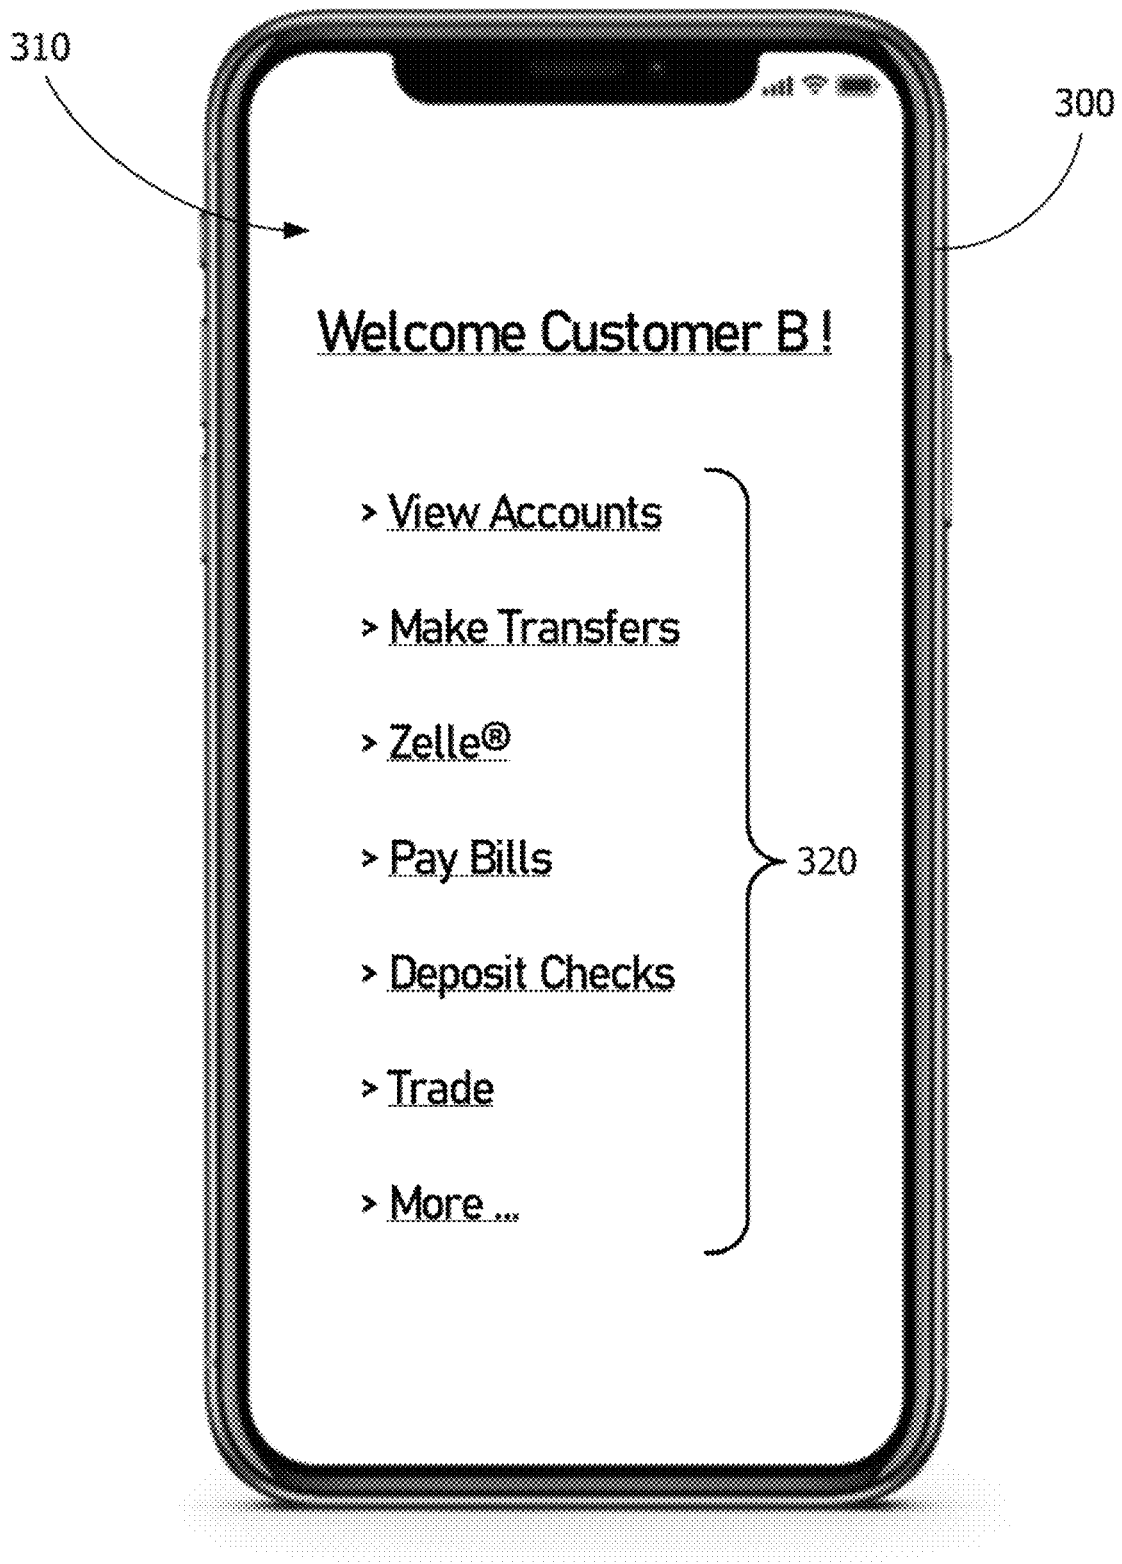 310
300
Welcome Customer B !
> View Accounts
> Make Transfers
> Zelle®
> Pay Bills
320
> Deposit Checks
> Trade
> More ...